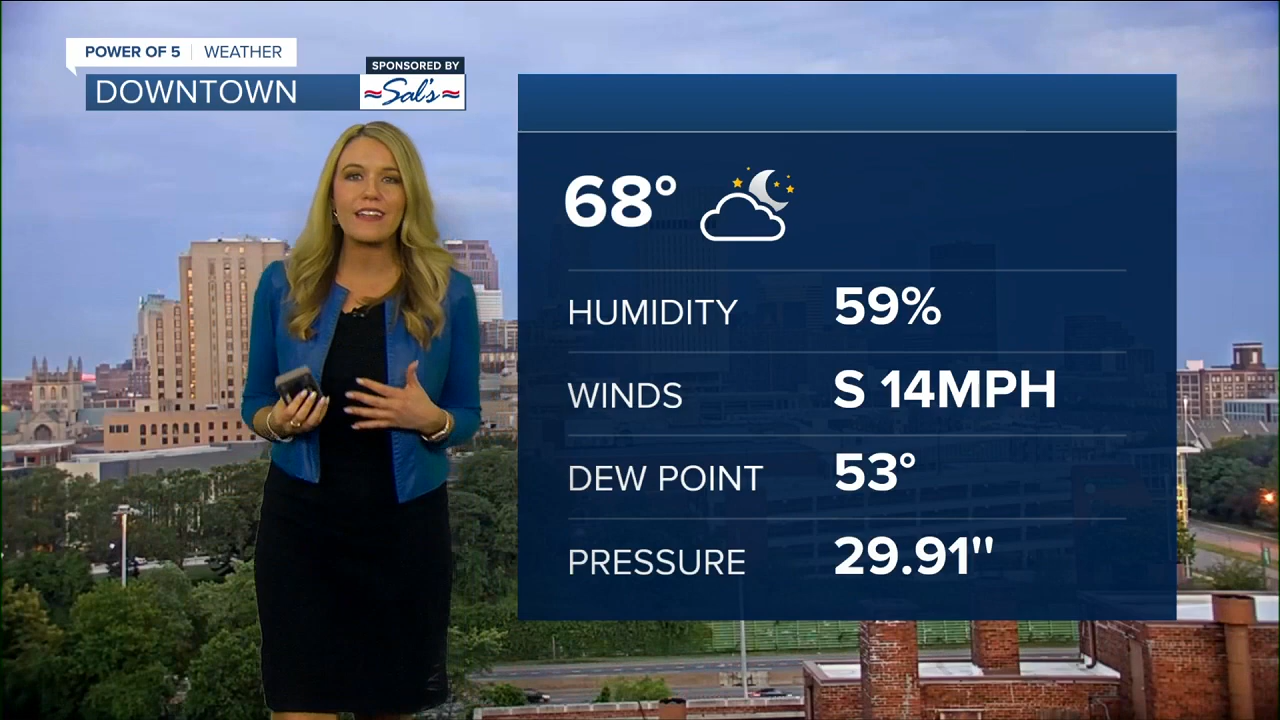 POWER OF 5 | WEATHER
SPONSORED BY
DOWNTOWN
Sal's
68°
HUMIDITY 59%
WINDS S 14MPH
DEW POINT 53°
PRESSURE 29.91"